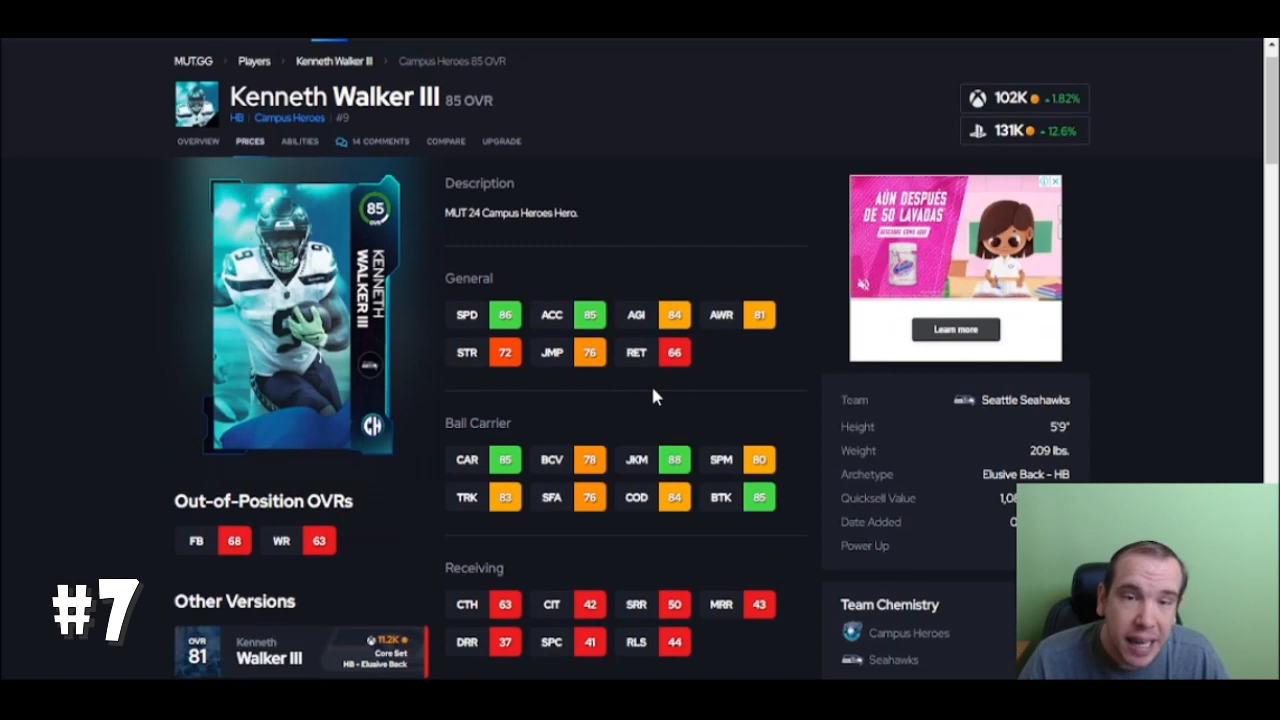 MUT.GG Players Kenneth Walker III Campus Heroes 85 OVR
Kenneth Walker III 85 OVR
HB Campus Heroes #9
OVERVIEW PRICES ABILITIES 14 COMMENTS COMPARE UPGRADE
102K 1.82%
131K 12.6%
85
OVR
KENNETH
WALKER III
CH
Description
MUT 24 Campus Heroes Hero.
General
SPD 86 ACC 85 AGI 84 AWR 81
STR 72 JMP 76 RET 66
Ball Carrier
CAR 85 BCV 78 JKM 88 SPM 80
TRK 83 SFA 76 COD 84 BTK 85
Receiving
CTH 63 CIT 42 SRR 50 MRR 43
DRR 37 SPC 41 RLS 44
Out-of-Position OVRs
FB 68 WR 63
Other Versions
OVR
81
Kenneth
Walker III
11.2K
Core Set
HB - Elusive Back
#7
AÚN DESPUÉS
DE 50 LAVADAS
Learn more
Team Seattle Seahawks
Height 5'9"
Weight 209 lbs.
Archetype Elusive Back - HB
Quicksell Value
Date Added
Power Up
Team Chemistry
Campus Heroes
Seahawks